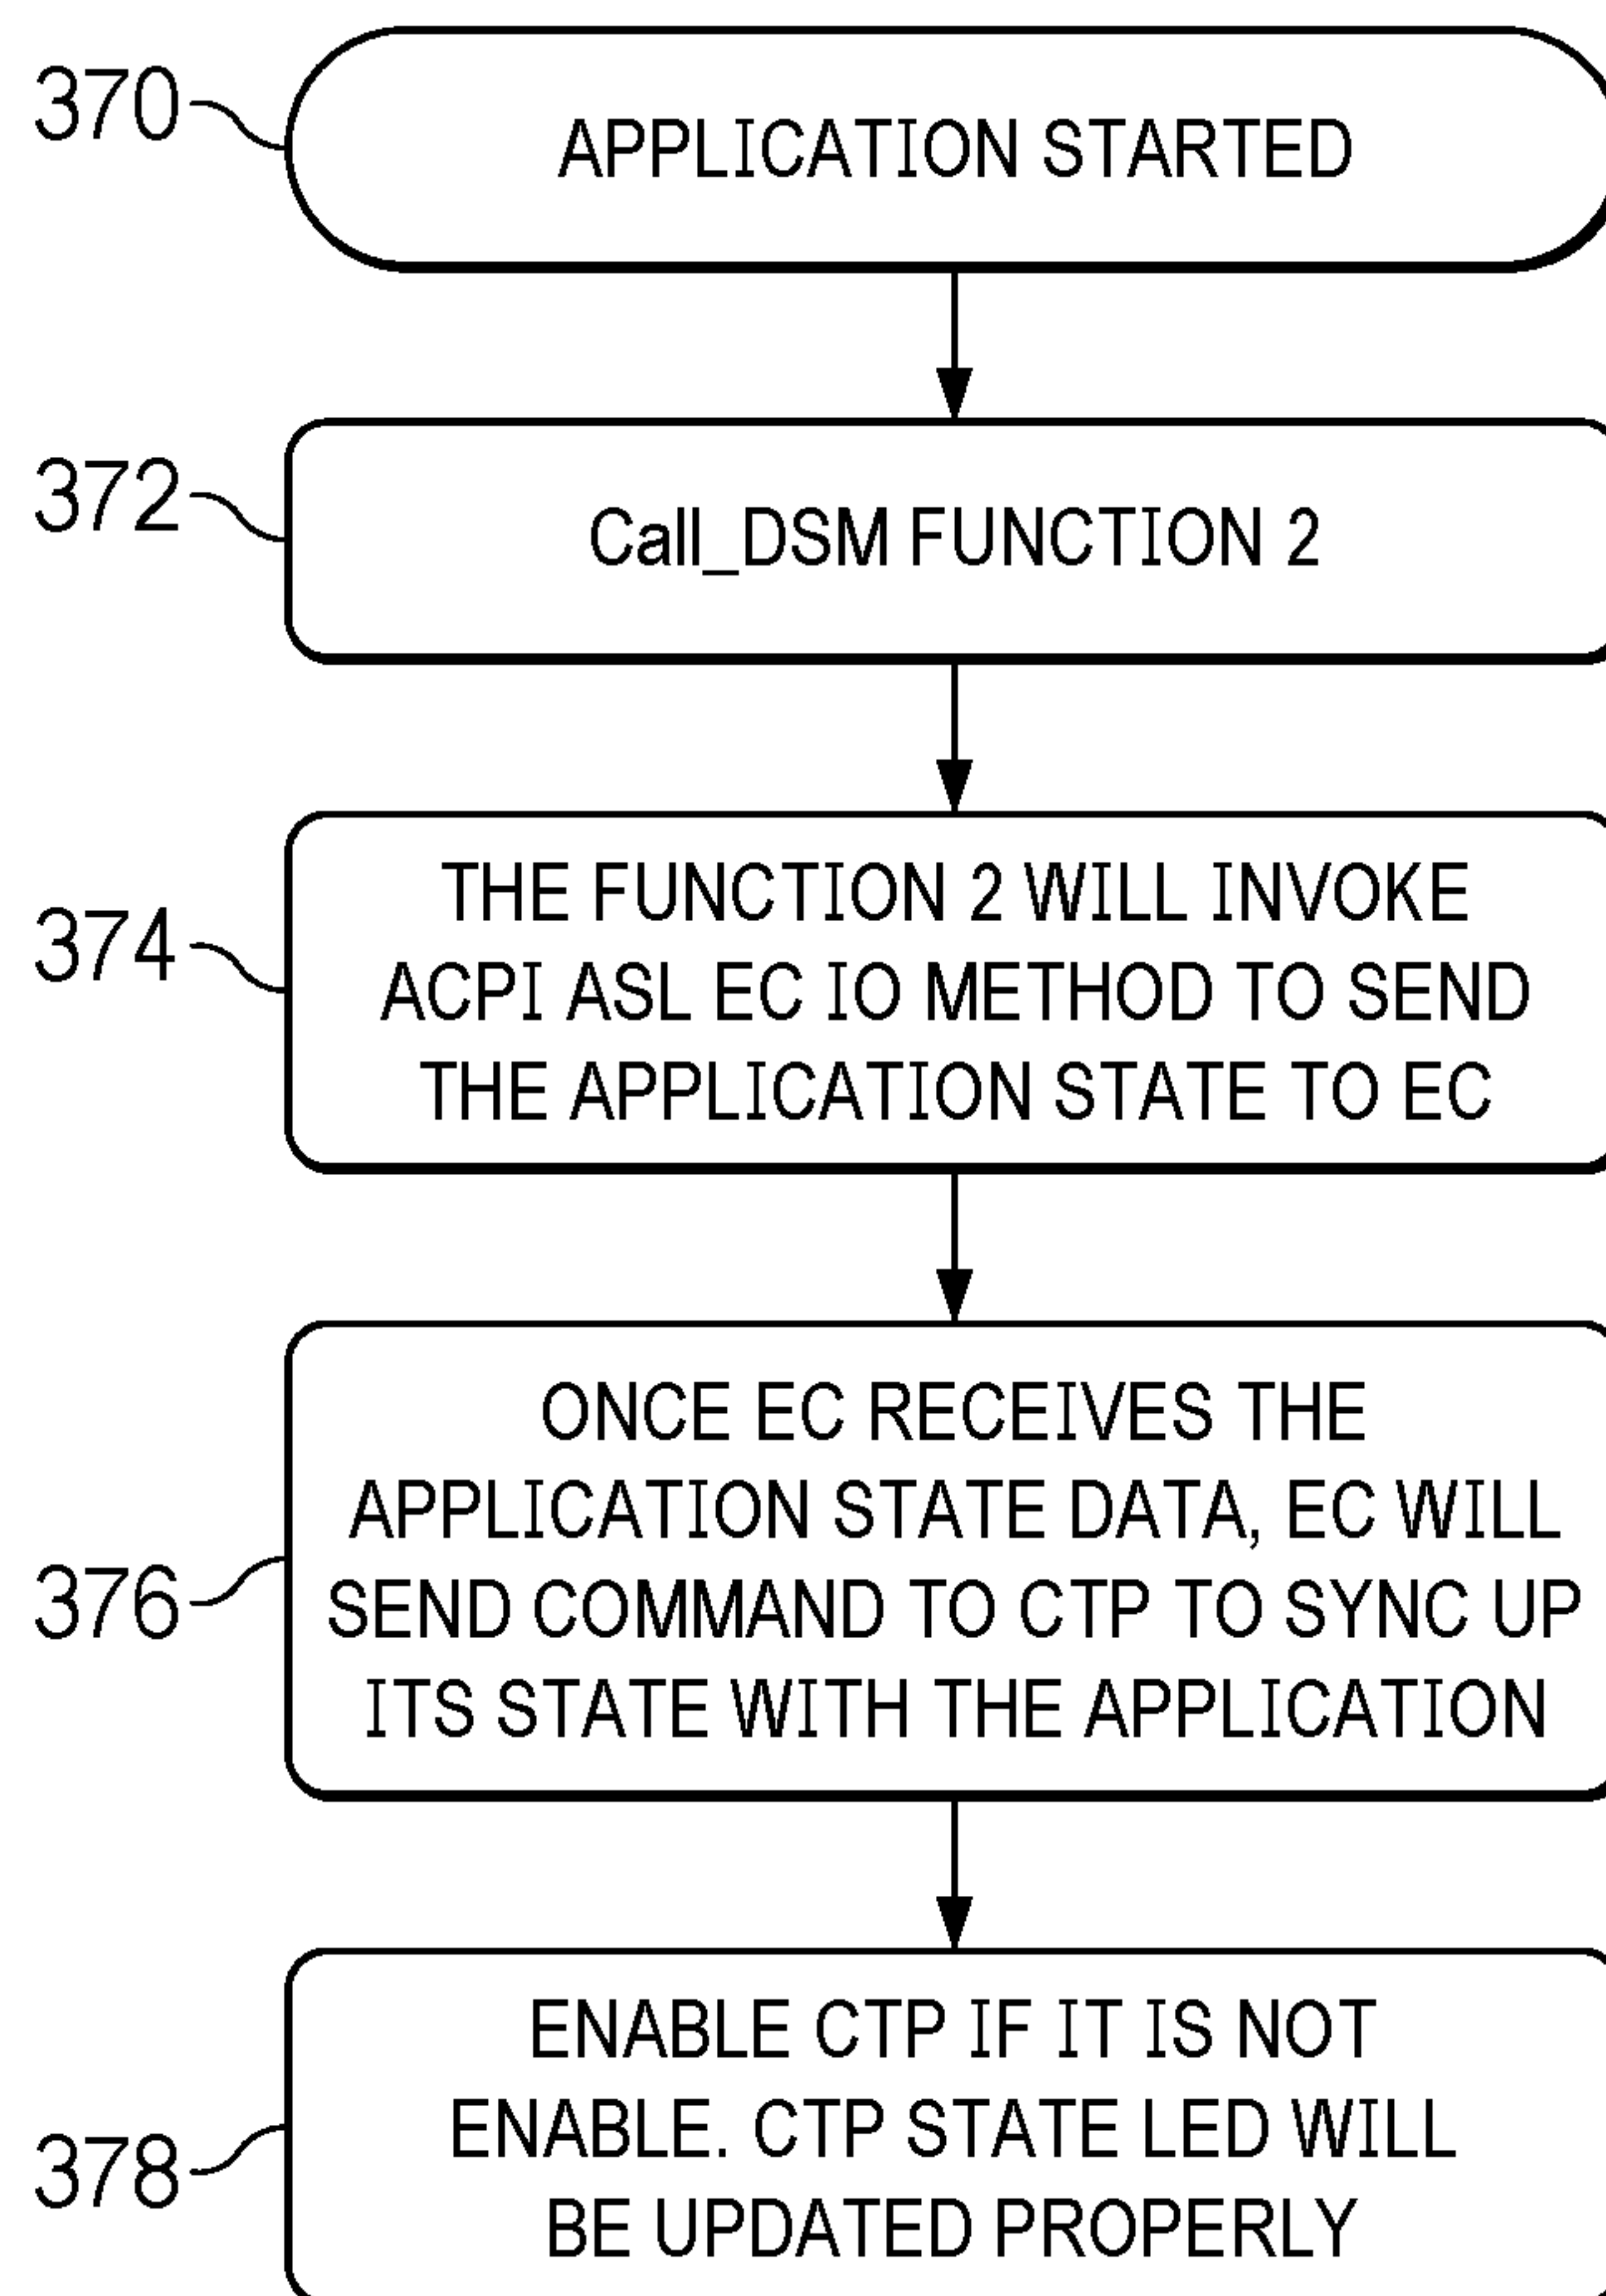 370
APPLICATION STARTED
372
Call_DSM FUNCTION 2
374
THE FUNCTION 2 WILL INVOKE
ACPI ASL EC IO METHOD TO SEND
THE APPLICATION STATE TO EC
376
ONCE EC RECEIVES THE
APPLICATION STATE DATA, EC WILL
SEND COMMAND TO CTP TO SYNC UP
ITS STATE WITH THE APPLICATION
378
ENABLE CTP IF IT IS NOT
ENABLE. CTP STATE LED WILL
BE UPDATED PROPERLY